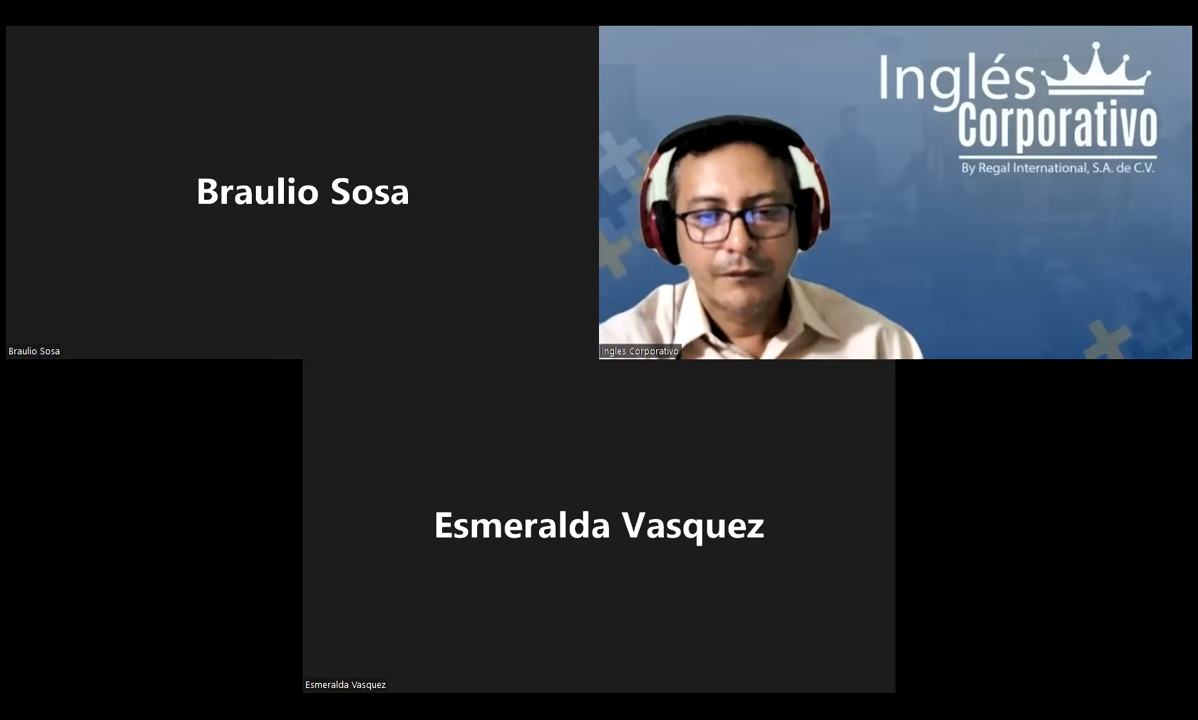 Braulio Sosa
Braulio Sosa
Inglés
Corporativo
By Regal International, S.A. de C.V.
Ingles Corporativo
Esmeralda Vasquez
Esmeralda Vasquez